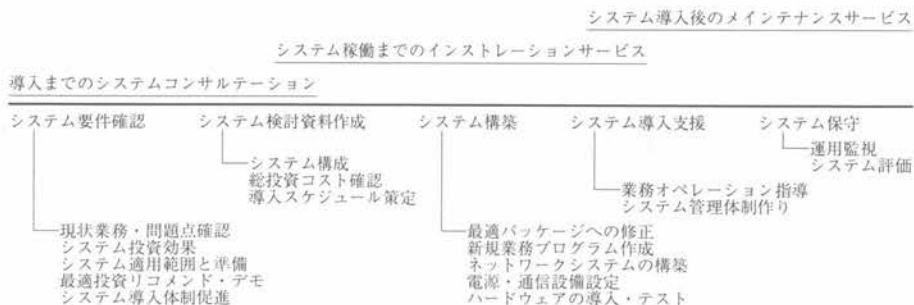 システム導入後のメインテナンスサービス
システム稼働までのインストレーションサービス
導入までのシステムコンサルテーション
システム要件確認
現状業務・問題点確認
システム投資効果
システム適用範囲と準備
最適投資リコメンド・デモ
システム導入体制促進
システム検討資料作成
システム構成
総投資コスト確認
導入スケジュール策定
システム構築
最適パッケージへの修正
新規業務プログラム作成
ネットワークシステムの構築
電源・通信設備設定
ハードウェアの導入・テスト
システム導入支援
業務オペレーション指導
システム管理体制作り
システム保守
運用監視
システム評価